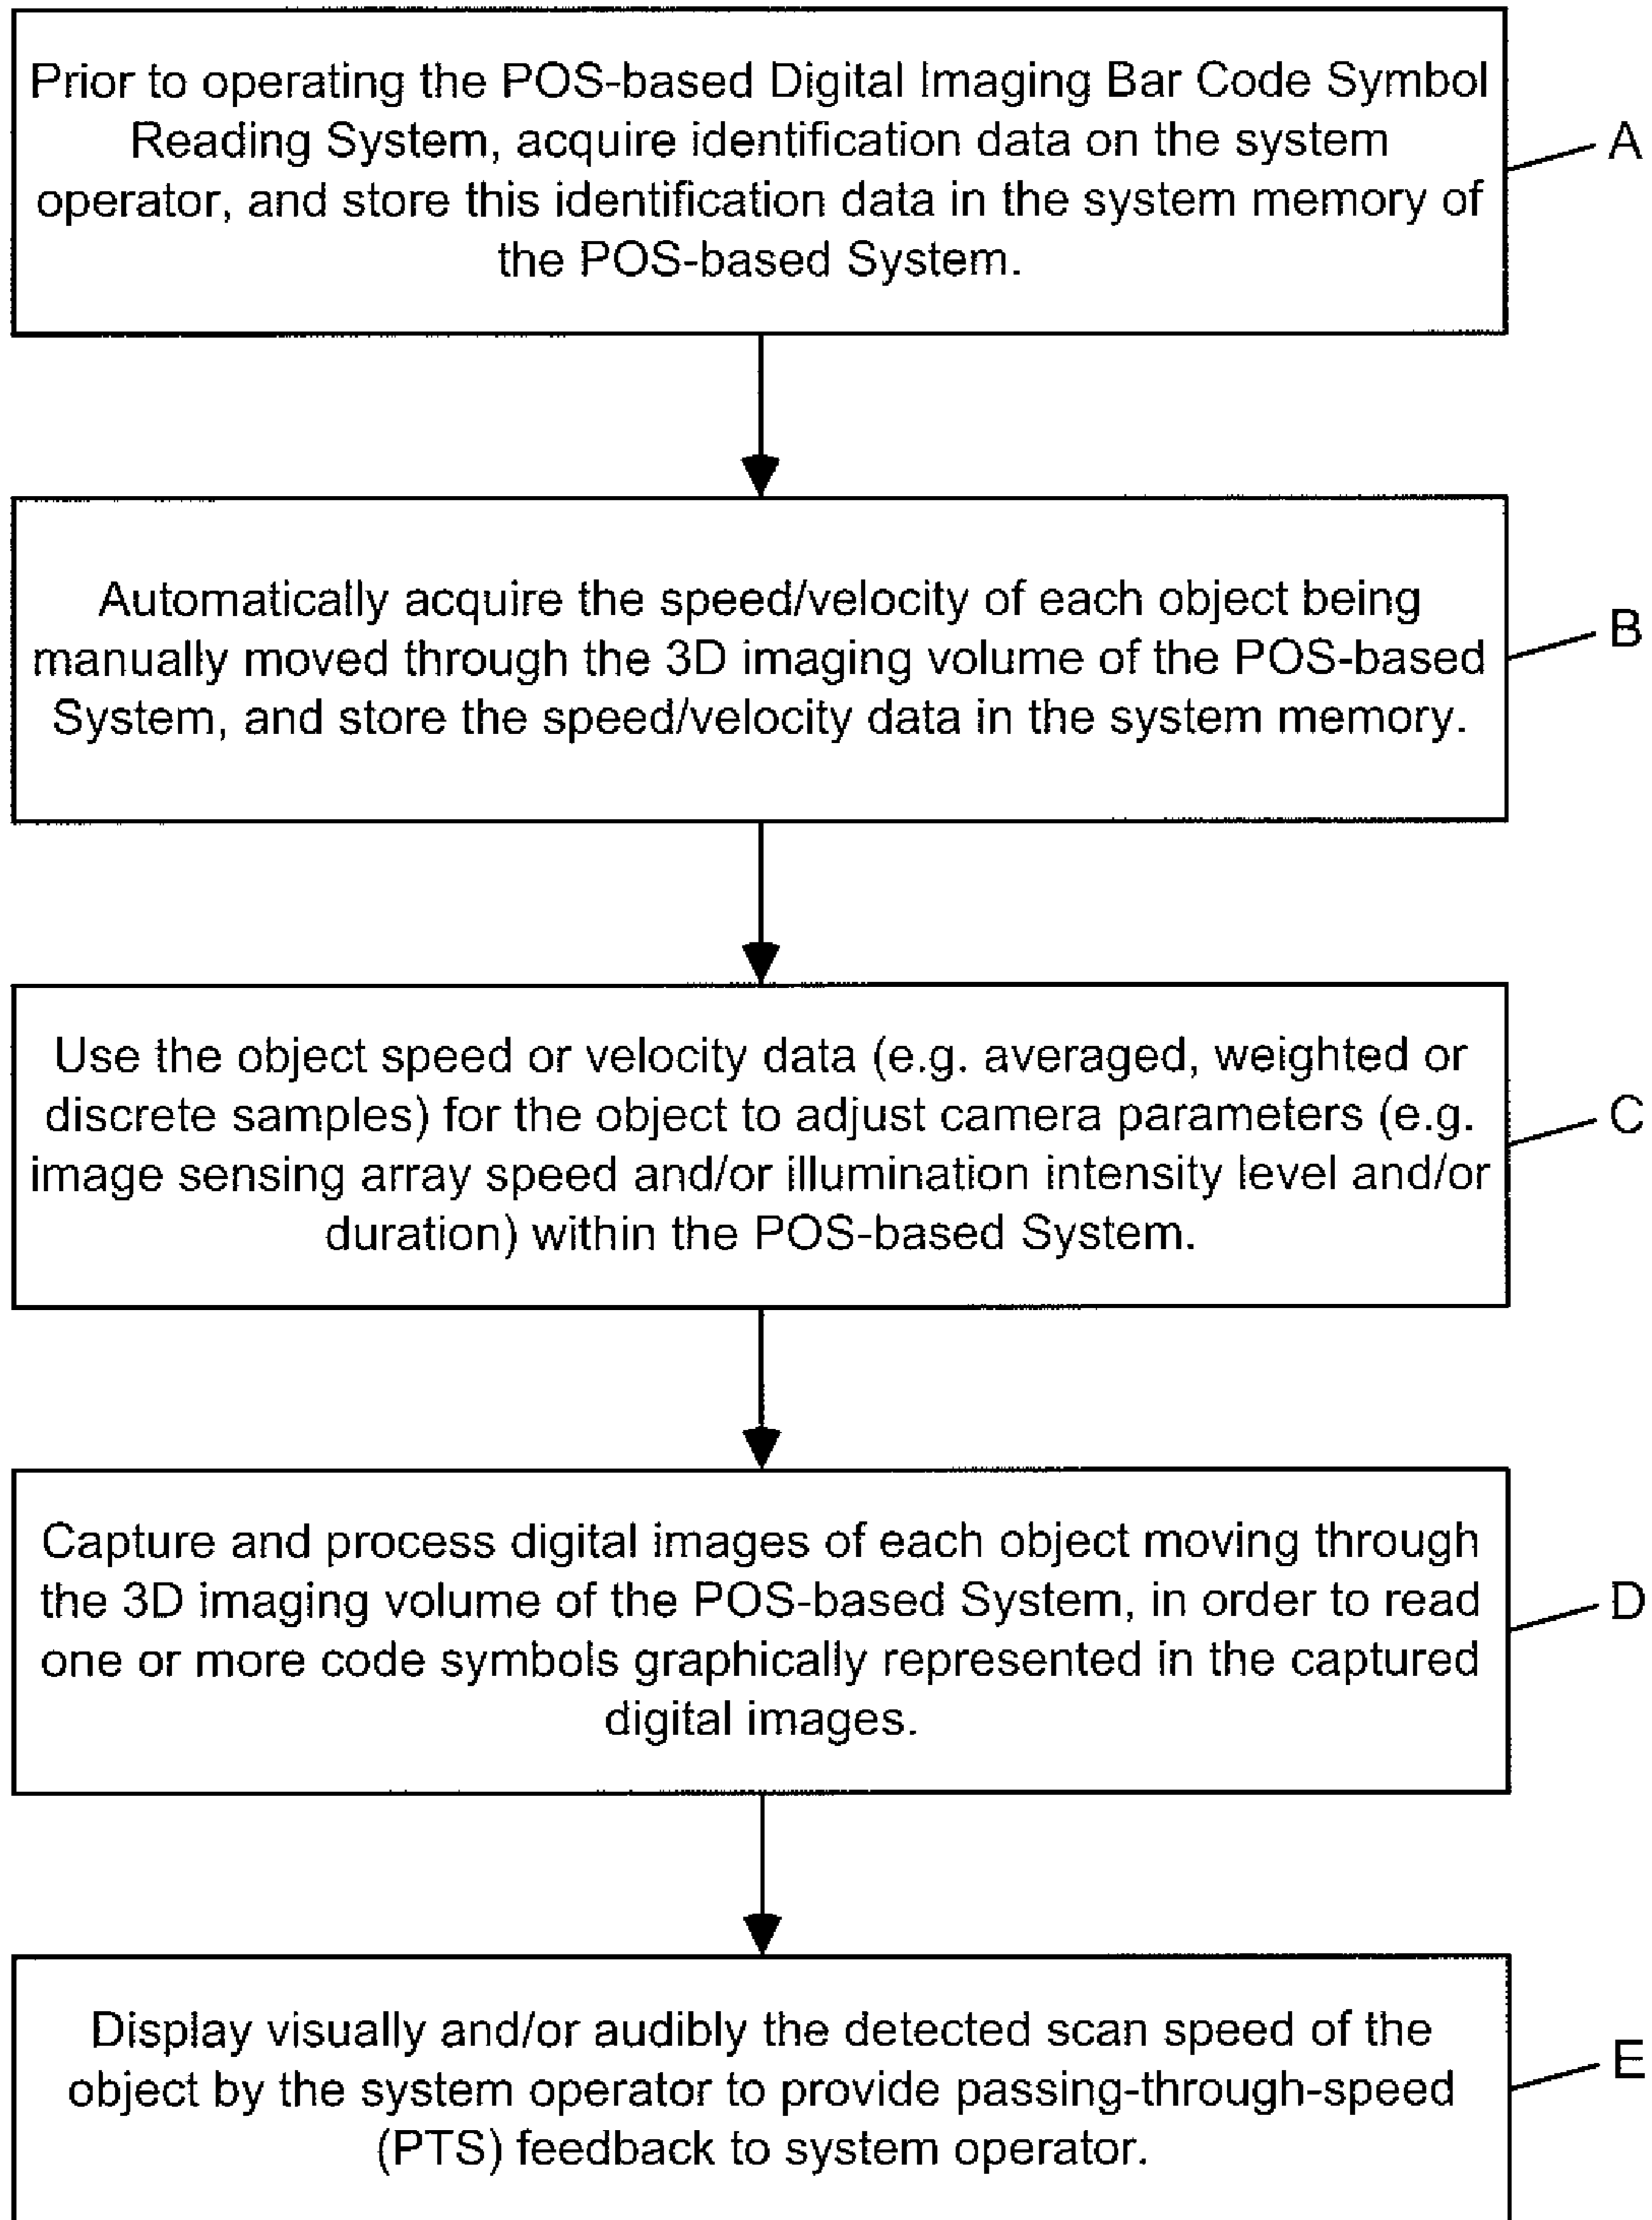 Prior to operating the POS-based Digital Imaging Bar Code Symbol
Reading System, acquire identification data on the system
operator, and store this identification data in the system memory of
the POS-based System.
A
Automatically acquire the speed/velocity of each object being
manually moved through the 3D imaging volume of the POS-based
System, and store the speed/velocity data in the system memory.
B
Use the object speed or velocity data (e.g. averaged, weighted or
discrete samples) for the object to adjust camera parameters (e.g.
image sensing array speed and/or illumination intensity level and/or
duration) within the POS-based System.
C
Capture and process digital images of each object moving through
the 3D imaging volume of the POS-based System, in order to read
one or more code symbols graphically represented in the captured
digital images.
D
Display visually and/or audibly the detected scan speed of the
object by the system operator to provide passing-through-speed
(PTS) feedback to system operator.
E